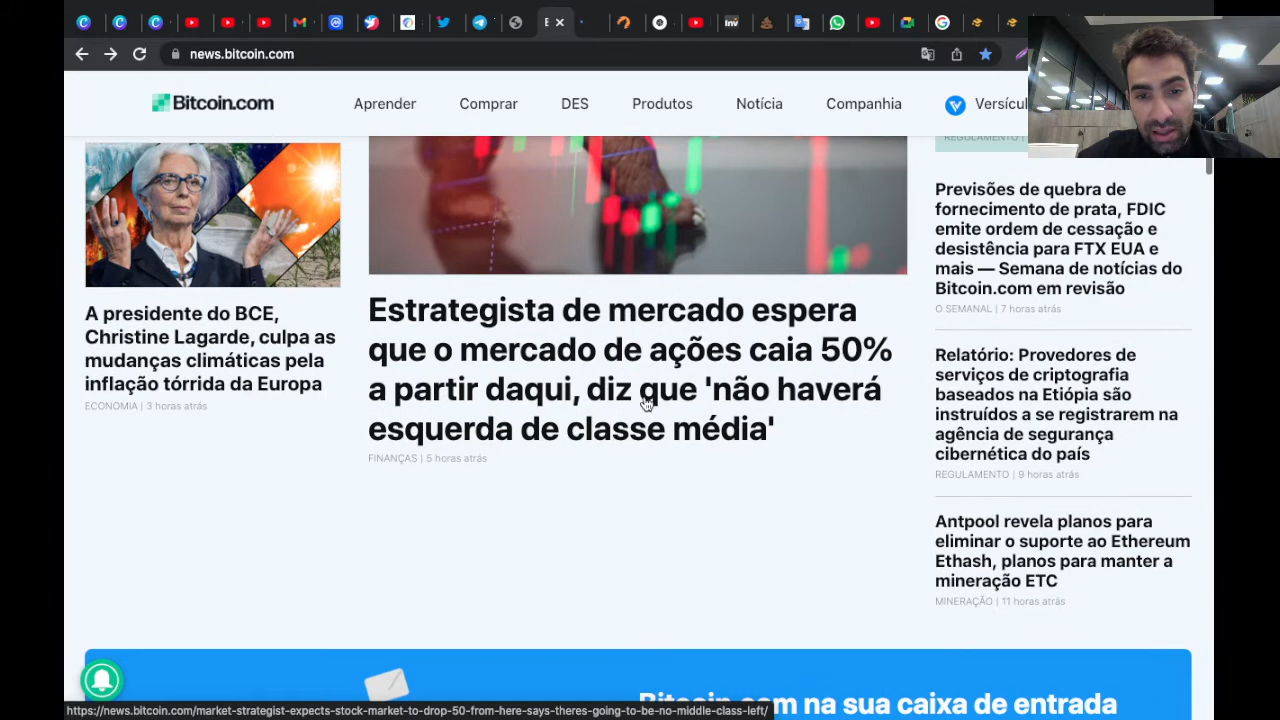 Inv
news.bitcoin.com
Bitcoin.com
Aprender
Comprar
DES
Produtos
Notícia
Companhia
Versícul
A presidente do BCE,
Christine Lagarde, culpa as
mudanças climáticas pela
inflação tórrida da Europa
ECONOMIA | 3 horas atrás
Estrategista de mercado espera
que o mercado de ações caia 50%
a partir daqui, diz que 'não haverá
esquerda de classe média'
FINANÇAS | 5 horas atrás
REGULAMENTO |
Previsões de quebra de
fornecimento de prata, FDIC
emite ordem de cessação e
desistência para FTX EUA e
mais — Semana de notícias do
Bitcoin.com em revisão
O SEMANAL | 7 horas atrás
Relatório: Provedores de
serviços de criptografia
baseados na Etiópia são
instruídos a se registrarem na
agência de segurança
cibernética do país
REGULAMENTO | 9 horas atrás
Antpool revela planos para
eliminar o suporte ao Ethereum
Ethash, planos para manter a
mineração ETC
MINERAÇÃO | 11 horas atrás
Bitcoin.com na sua caixa de entrada
https://news.bitcoin.com/market-strategist-expects-stock-market-to-drop-50-from-here-says-theres-going-to-be-no-middle-class-left/